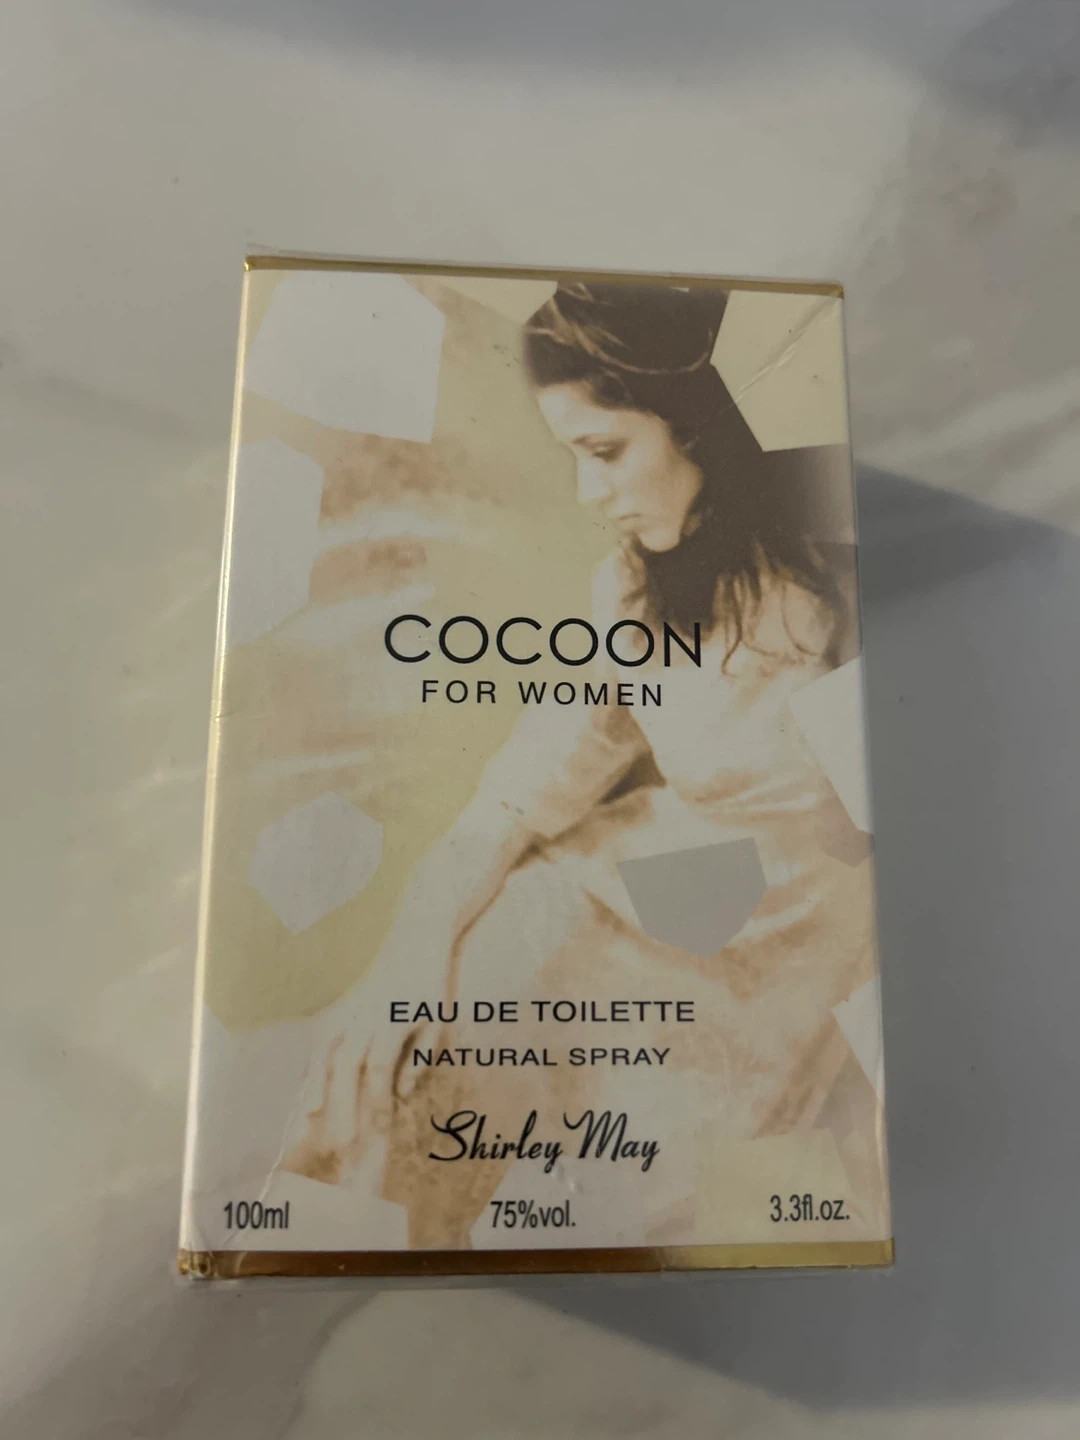 COCOON
FOR WOMEN
EAU DE TOILETTE
NATURAL SPRAY
Shirley May
100ml 75%vol. 3.3fl.oz.